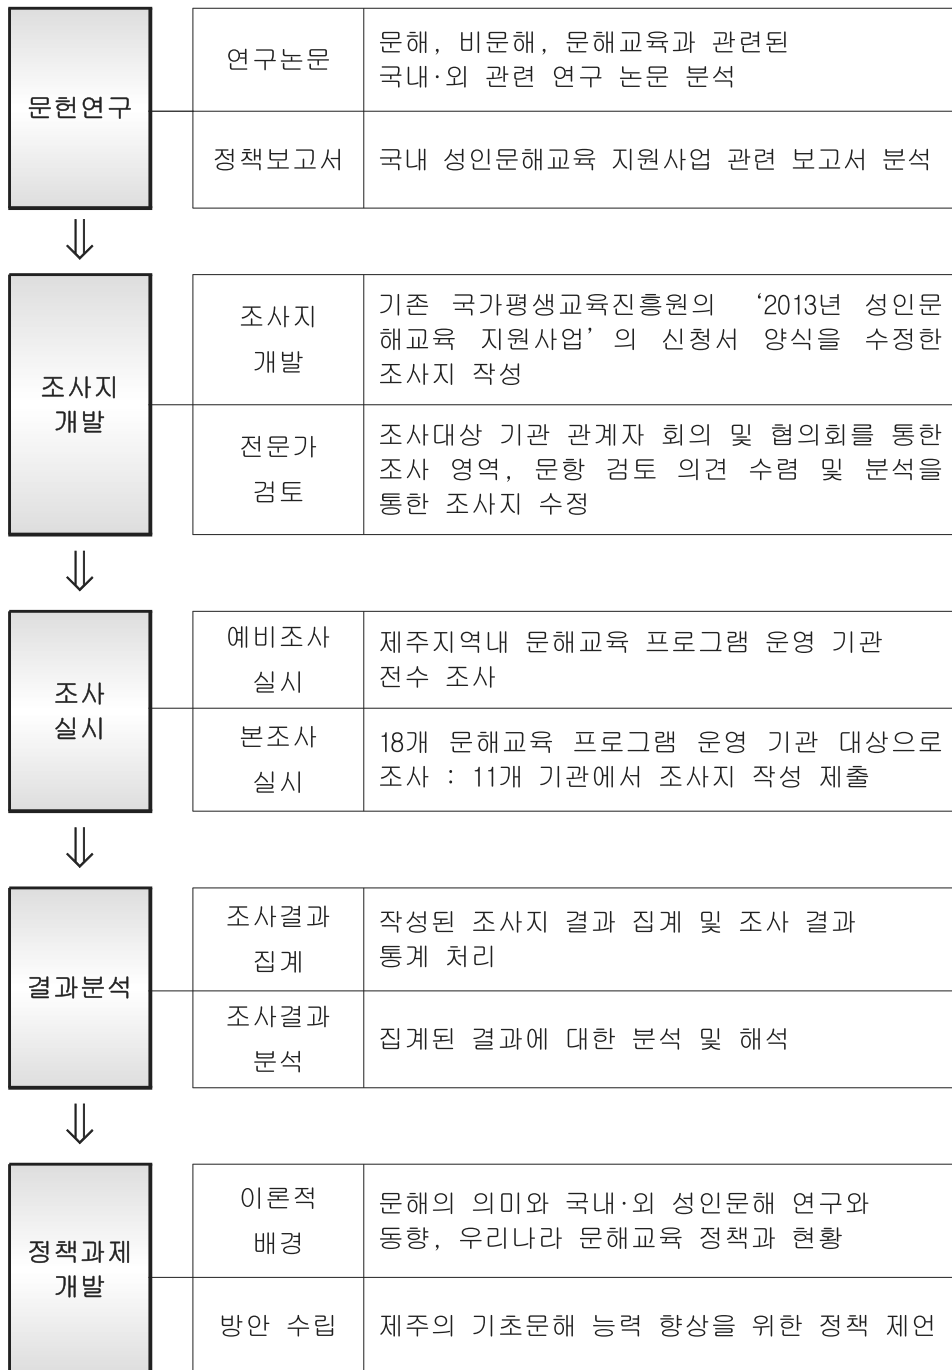 문헌연구
연구논문
문해, 비문해, 문해교육과 관련된
국내·외 관련 연구 논문 분석
정책보고서
국내 성인문해교육 지원사업 관련 보고서 분석
⇓
조사지
개발
조사지
개발
기존 국가평생교육진흥원의 ‘2013년 성인문
해교육 지원사업’의 신청서 양식을 수정한
조사지 작성
전문가
검토
조사대상 기관 관계자 회의 및 협의회를 통한
조사 영역, 문항 검토 의견 수렴 및 분석을
통한 조사지 수정
⇓
조사
실시
예비조사
실시
제주지역내 문해교육 프로그램 운영 기관
전수 조사
본조사
실시
18개 문해교육 프로그램 운영 기관 대상으로
조사 : 11개 기관에서 조사지 작성 제출
⇓
결과분석
조사결과
집계
작성된 조사지 결과 집계 및 조사 결과
통계 처리
조사결과
분석
집계된 결과에 대한 분석 및 해석
⇓
정책과제
개발
이론적
배경
문해의 의미와 국내·외 성인문해 연구와
동향, 우리나라 문해교육 정책과 현황
방안 수립
제주의 기초문해 능력 향상을 위한 정책 제언